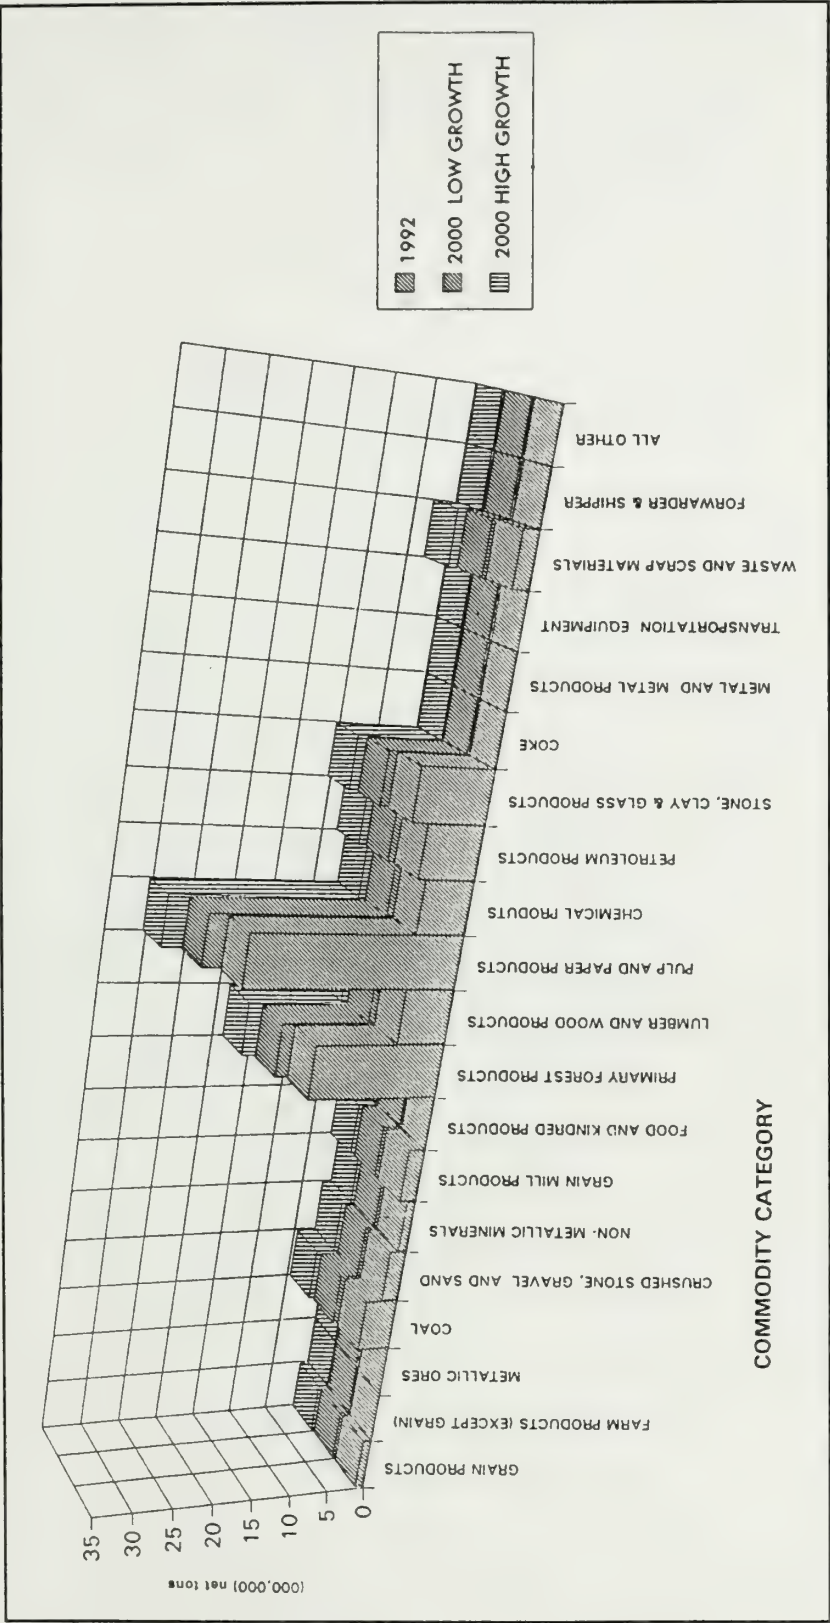 1992
2000 LOW GROWTH
2000 HIGH GROWTH
35
30
25
20
15
10
5
0
(000,000) net tons
GRAIN PRODUCTS
FARM PRODUCTS (EXCEPT GRAIN)
METALLIC ORES
COAL
CRUSHED STONE, GRAVEL AND SAND
NON-METALLIC MINERALS
GRAIN MILL PRODUCTS
FOOD AND KINDRED PRODUCTS
PRIMARY FOREST PRODUCTS
LUMBER AND WOOD PRODUCTS
PULP AND PAPER PRODUCTS
CHEMICAL PRODUTS
PETROLEUM PRODUCTS
STONE, CLAY & GLASS PRODUCTS
COKE
METAL AND METAL PRODUCTS
TRANSPORTATION EQUIPMENT
WASTE AND SCRAP MATERIALS
FORWARDER & SHIPPER
ALL OTHER
COMMODITY CATEGORY